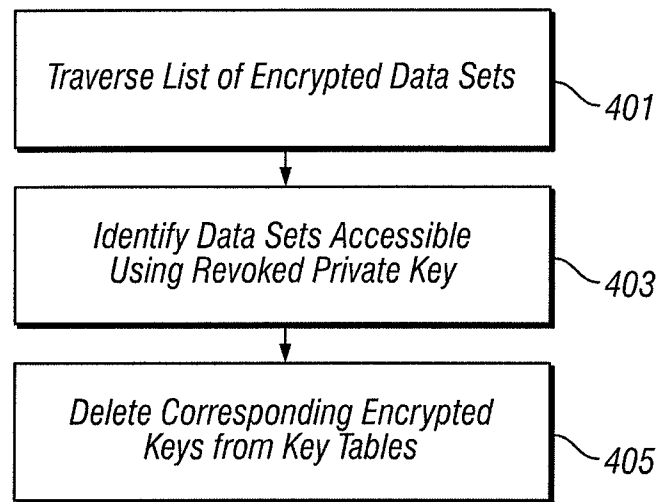 Traverse List of Encrypted Data Sets
401
Identify Data Sets Accessible
Using Revoked Private Key
403
Delete Corresponding Encrypted
Keys from Key Tables
405